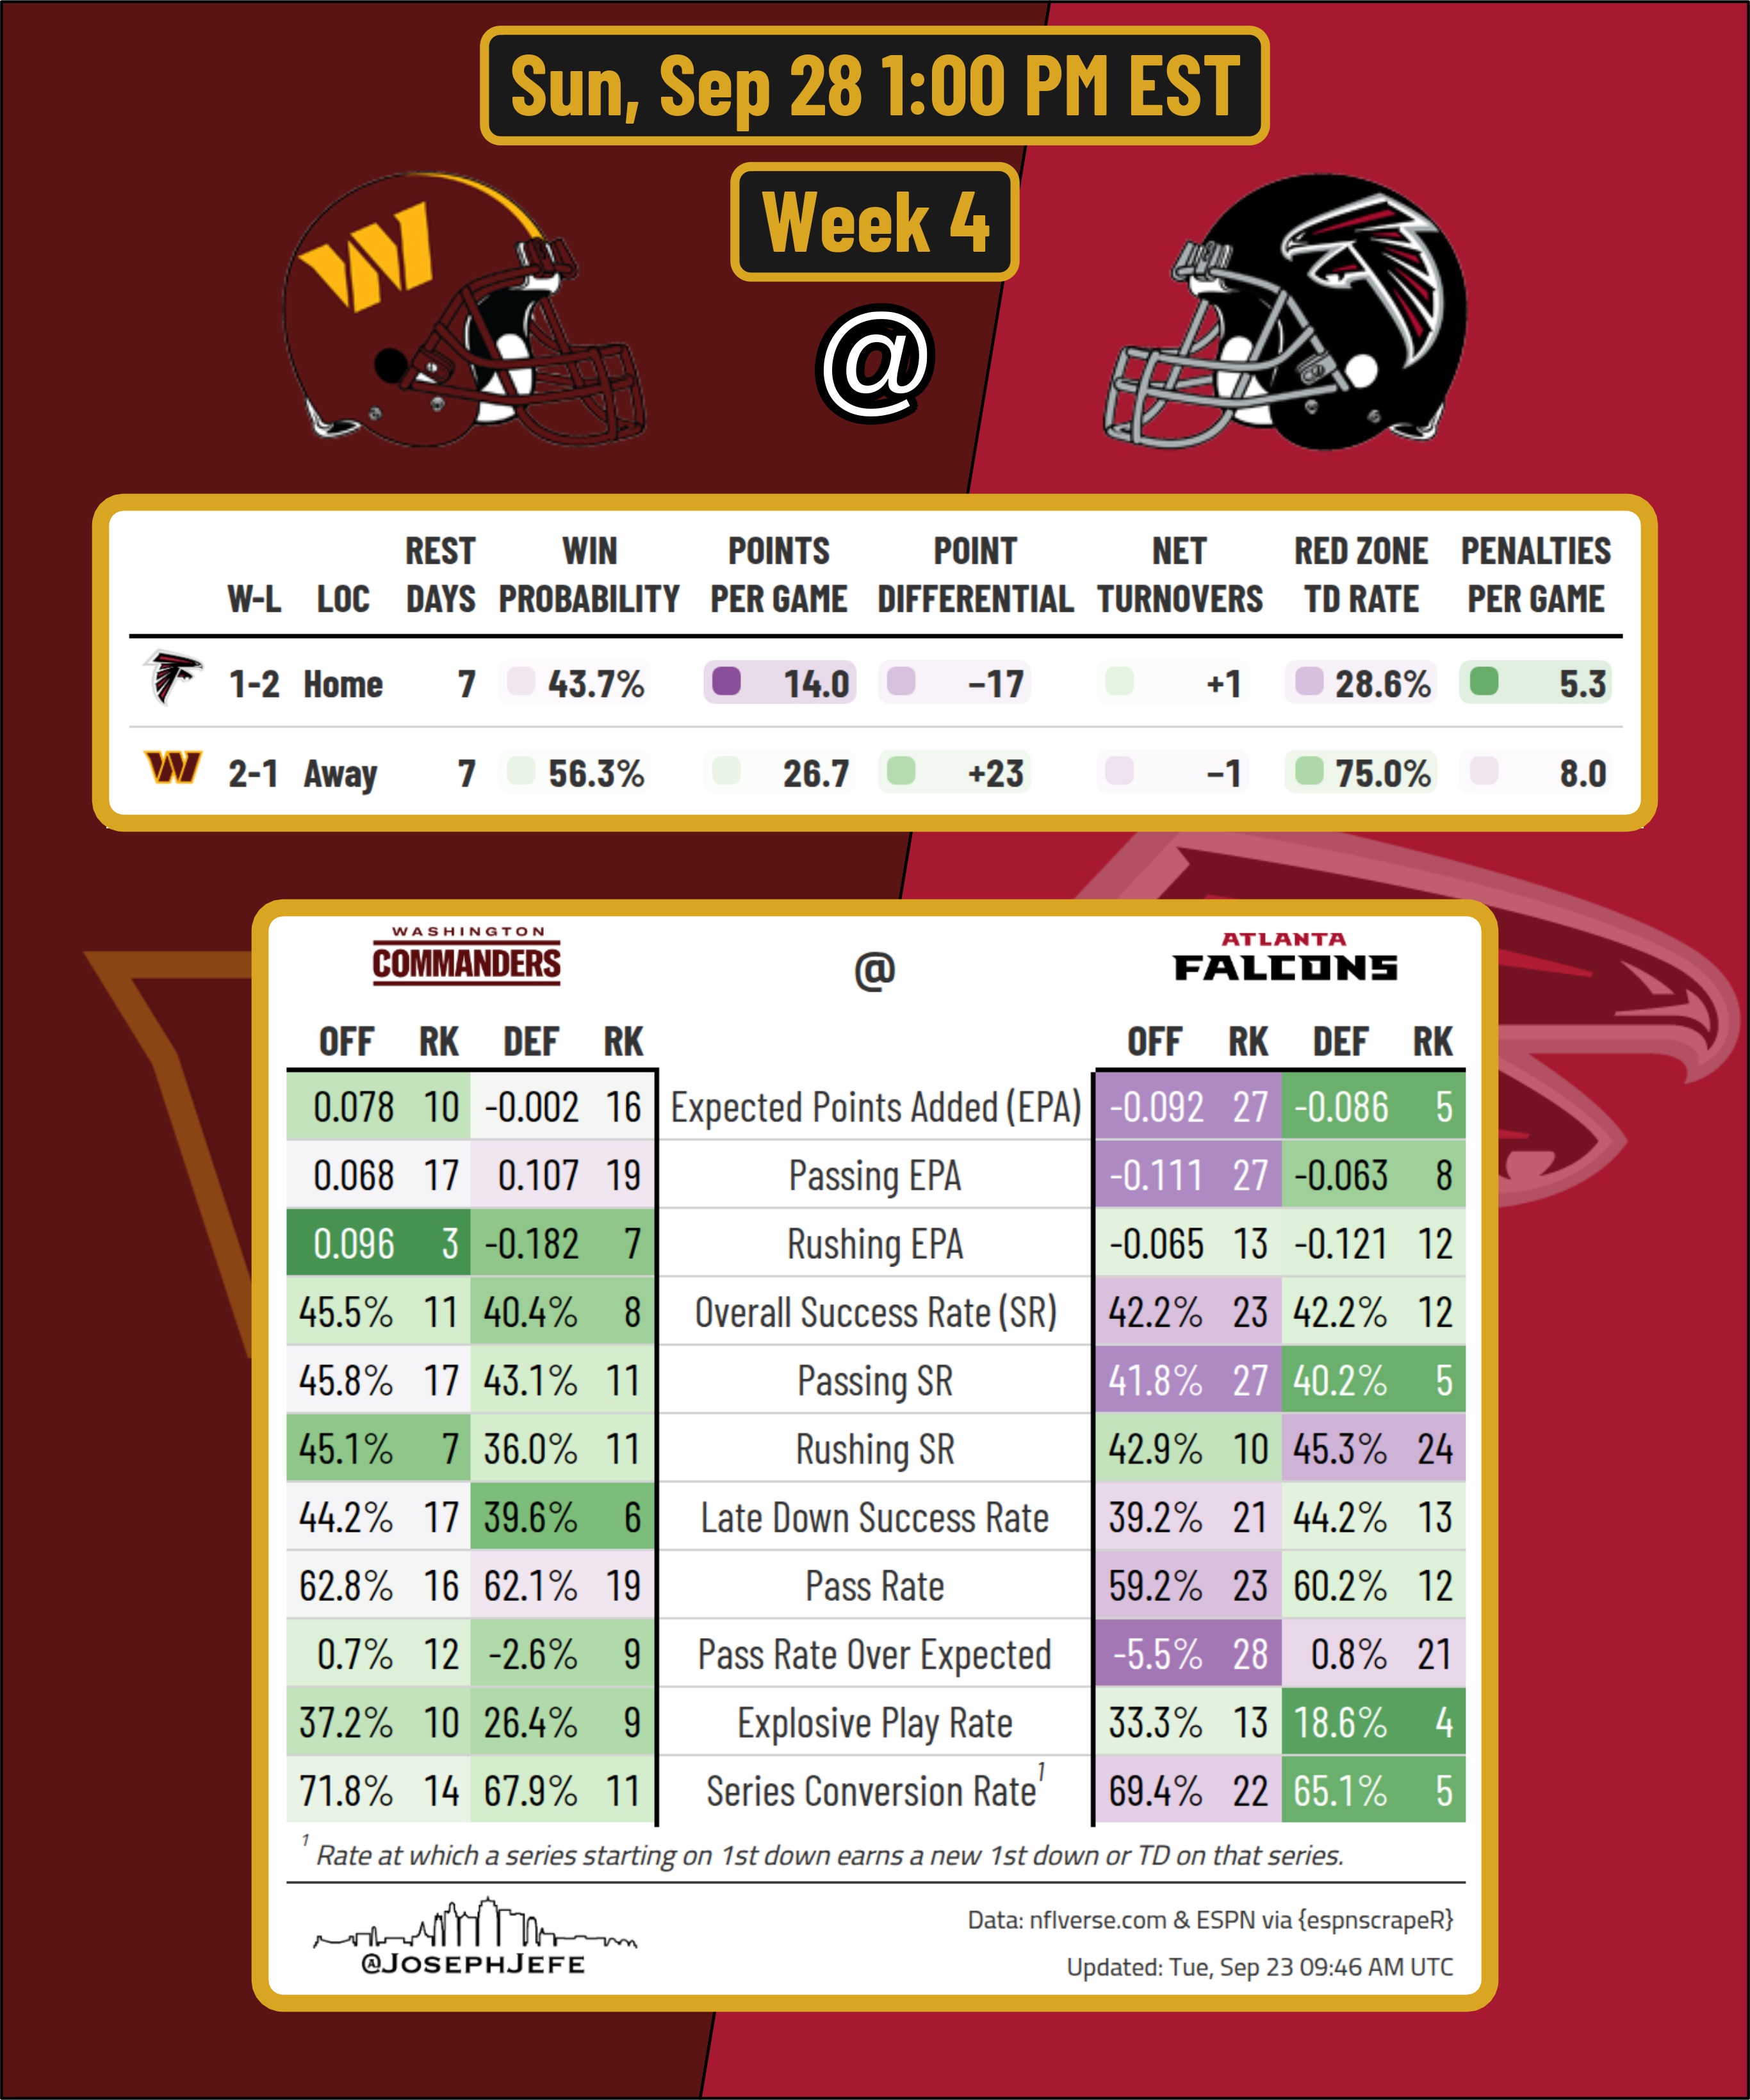 Sun, Sep 28 1:00 PM EST
Week 4
W
@
W-L LOC REST DAYS WIN PROBABILITY POINTS PER GAME POINT DIFFERENTIAL NET TURNOVERS RED ZONE TD RATE PENALTIES PER GAME
1-2 Home 7 43.7% 14.0 −17 +1 28.6% 5.3
W 2-1 Away 7 56.3% 26.7 +23 −1 75.0% 8.0
WASHINGTON COMMANDERS @ ATLANTA FALCONS
OFF RK DEF RK OFF RK DEF RK
0.078 10 -0.002 16 Expected Points Added (EPA) -0.092 27 -0.086 5
0.068 17 0.107 19 Passing EPA -0.111 27 -0.063 8
0.096 3 -0.182 7 Rushing EPA -0.065 13 -0.121 12
45.5% 11 40.4% 8 Overall Success Rate (SR) 42.2% 23 42.2% 12
45.8% 17 43.1% 11 Passing SR 41.8% 27 40.2% 5
45.1% 7 36.0% 11 Rushing SR 42.9% 10 45.3% 24
44.2% 17 39.6% 6 Late Down Success Rate 39.2% 21 44.2% 13
62.8% 16 62.1% 19 Pass Rate 59.2% 23 60.2% 12
0.7% 12 -2.6% 9 Pass Rate Over Expected -5.5% 28 0.8% 21
37.2% 10 26.4% 9 Explosive Play Rate 33.3% 13 18.6% 4
71.8% 14 67.9% 11 Series Conversion Rate¹ 69.4% 22 65.1% 5
¹ Rate at which a series starting on 1st down earns a new 1st down or TD on that series.
@JOSEPHJEFE
Data: nflverse.com & ESPN via {espnscrapeR}
Updated: Tue, Sep 23 09:46 AM UTC